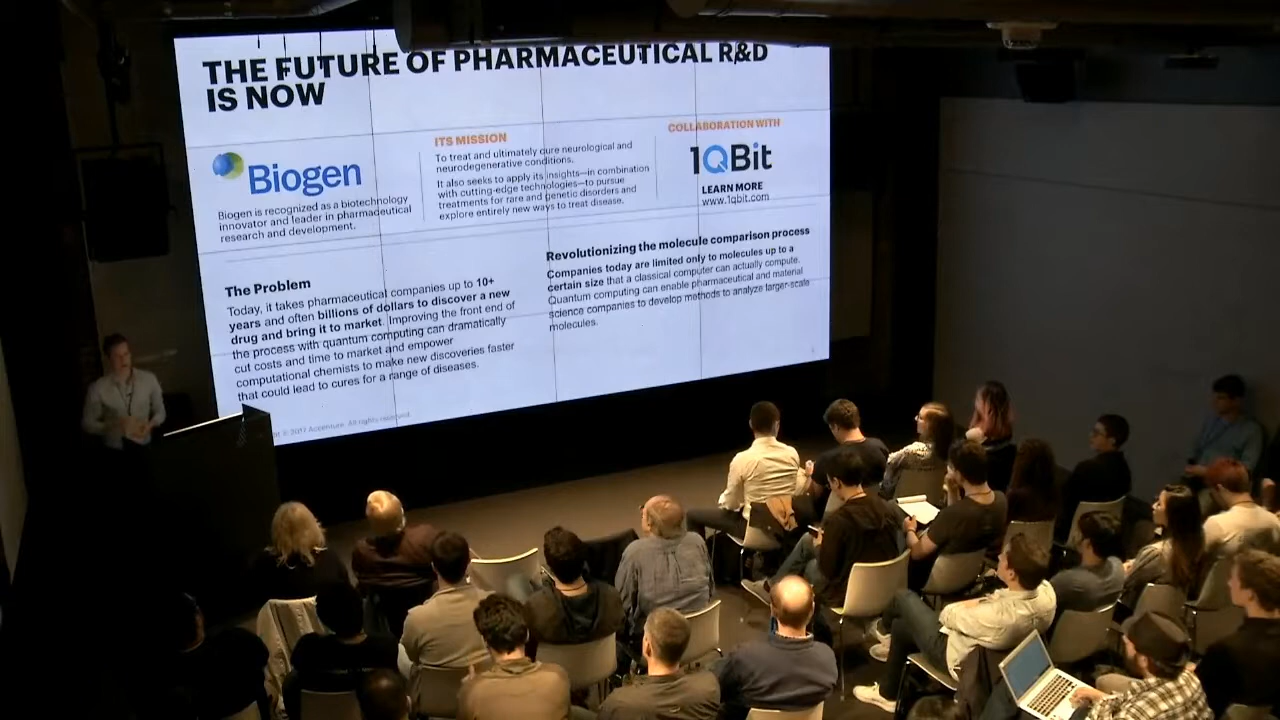 THE FUTURE OF PHARMACEUTICAL R&D
IS NOW
Biogen
Biogen is recognized as a biotechnology
innovator and leader in pharmaceutical
research and development.
ITS MISSION
To treat and ultimately cure neurological and
neurodegenerative conditions.
It also seeks to apply its insights—in combination
with cutting-edge technologies—to pursue
treatments for rare and genetic disorders and
explore entirely new ways to treat disease.
COLLABORATION WITH
1QBit
LEARN MORE
www.1qbit.com
The Problem
Today, it takes pharmaceutical companies up to 10+
years and often billions of dollars to discover a new
drug and bring it to market. Improving the front end of
the process with quantum computing can dramatically
cut costs and time to market and empower
computational chemists to make new discoveries faster
that could lead to cures for a range of diseases.
Revolutionizing the molecule comparison process
Companies today are limited only to molecules up to a
certain size that a classical computer can actually compute.
Quantum computing can enable pharmaceutical and material
science companies to develop methods to analyze larger-scale
molecules.
© 2017 Accenture. All rights reserved.